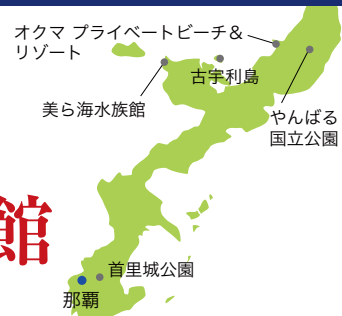 オクマ プライベートビーチ&
リゾート
古宇利島
美ら海水族館
やんばる
国立公園
館
首里城公園
那覇